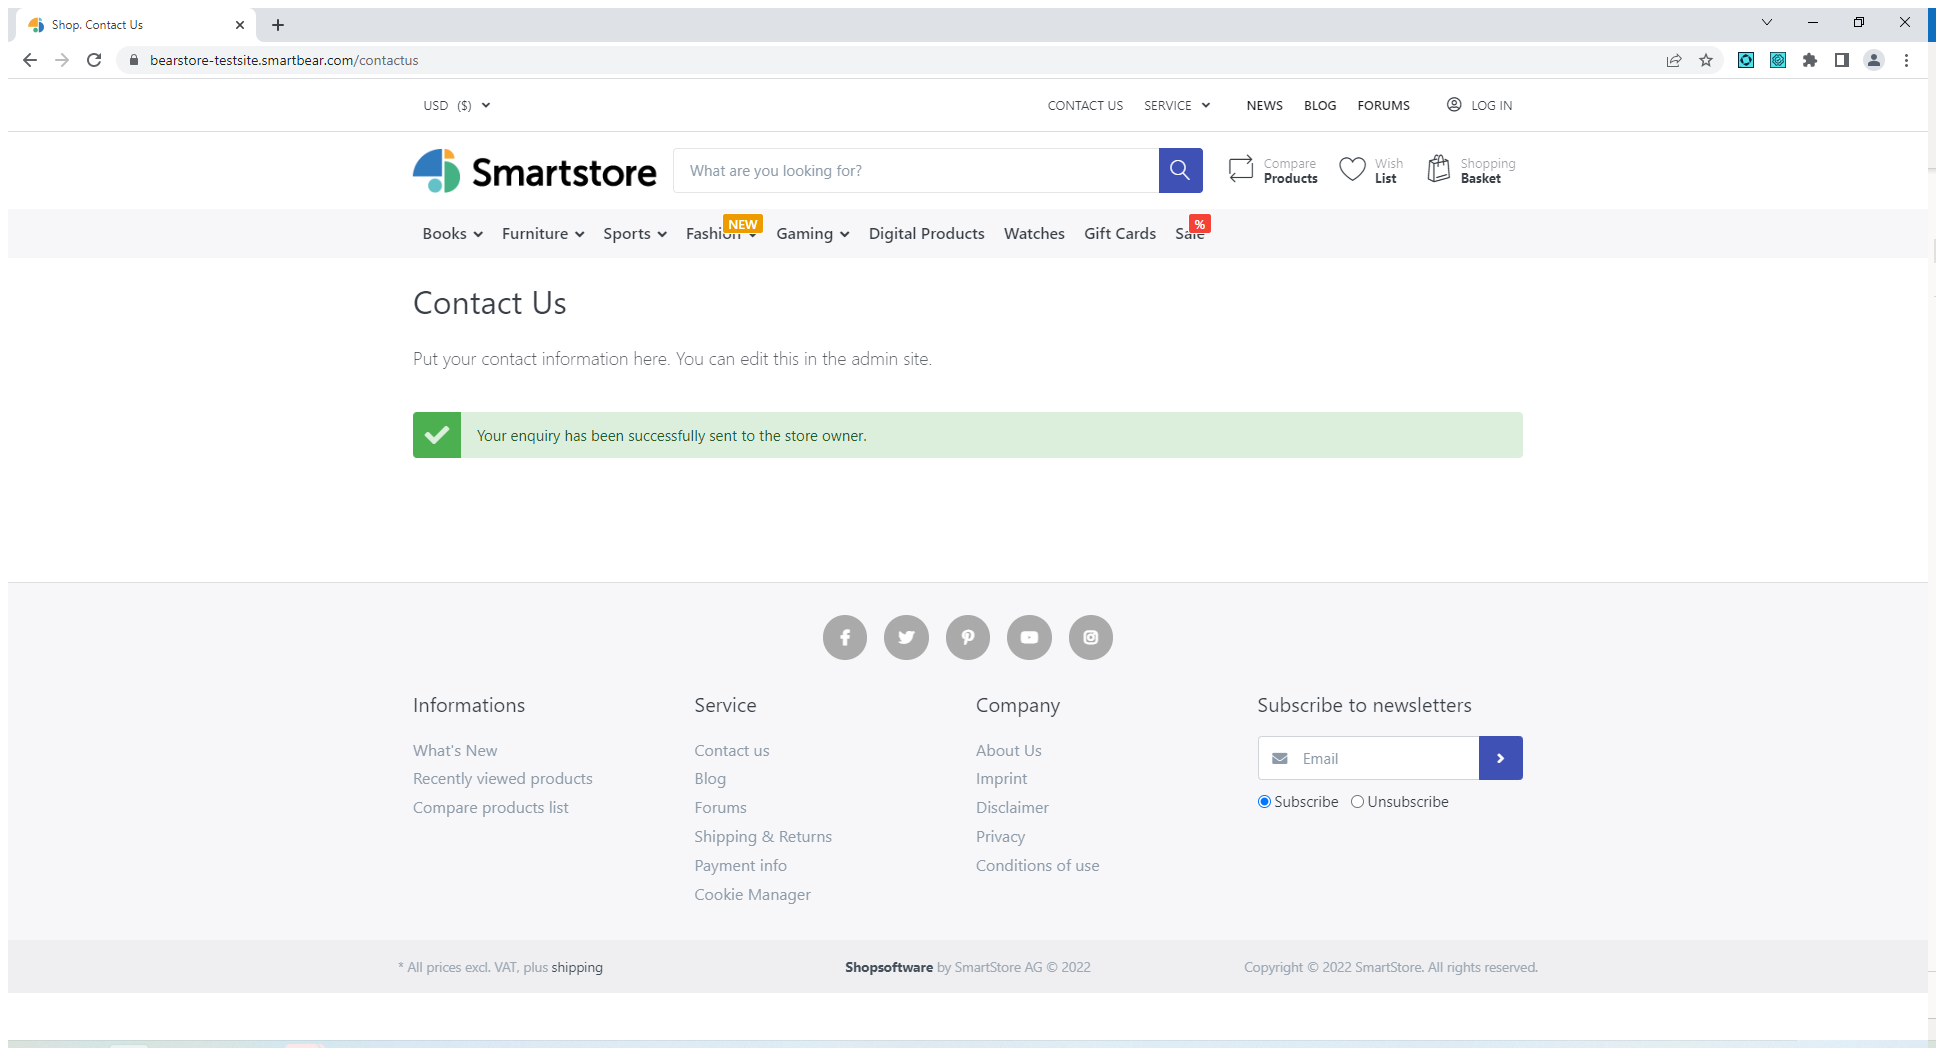 Shop. Contact Us
bearstore-testsite.smartbear.com/contactus
USD ($)
CONTACT US SERVICE NEWS BLOG FORUMS LOG IN
Smartstore
What are you looking for?
Compare Products
Wish List
Shopping Basket
Books Furniture Sports Fashion NEW Gaming Digital Products Watches Gift Cards Sale %
Contact Us
Put your contact information here. You can edit this in the admin site.
Your enquiry has been successfully sent to the store owner.
Informations
What's New
Recently viewed products
Compare products list
Service
Contact us
Blog
Forums
Shipping & Returns
Payment info
Cookie Manager
Company
About Us
Imprint
Disclaimer
Privacy
Conditions of use
Subscribe to newsletters
Email
Subscribe Unsubscribe
* All prices excl. VAT, plus shipping
Shopsoftware by SmartStore AG © 2022
Copyright © 2022 SmartStore. All rights reserved.